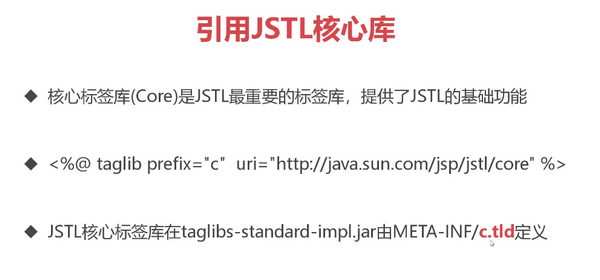 引用JSTL核心库
◆ 核心标签库(Core)是JSTL最重要的标签库，提供了JSTL的基础功能
◆ <%@ taglib prefix="c"  uri="http://java.sun.com/jsp/jstl/core" %>
◆ JSTL核心标签库在taglibs-standard-impl.jar由META-INF/c.tld定义